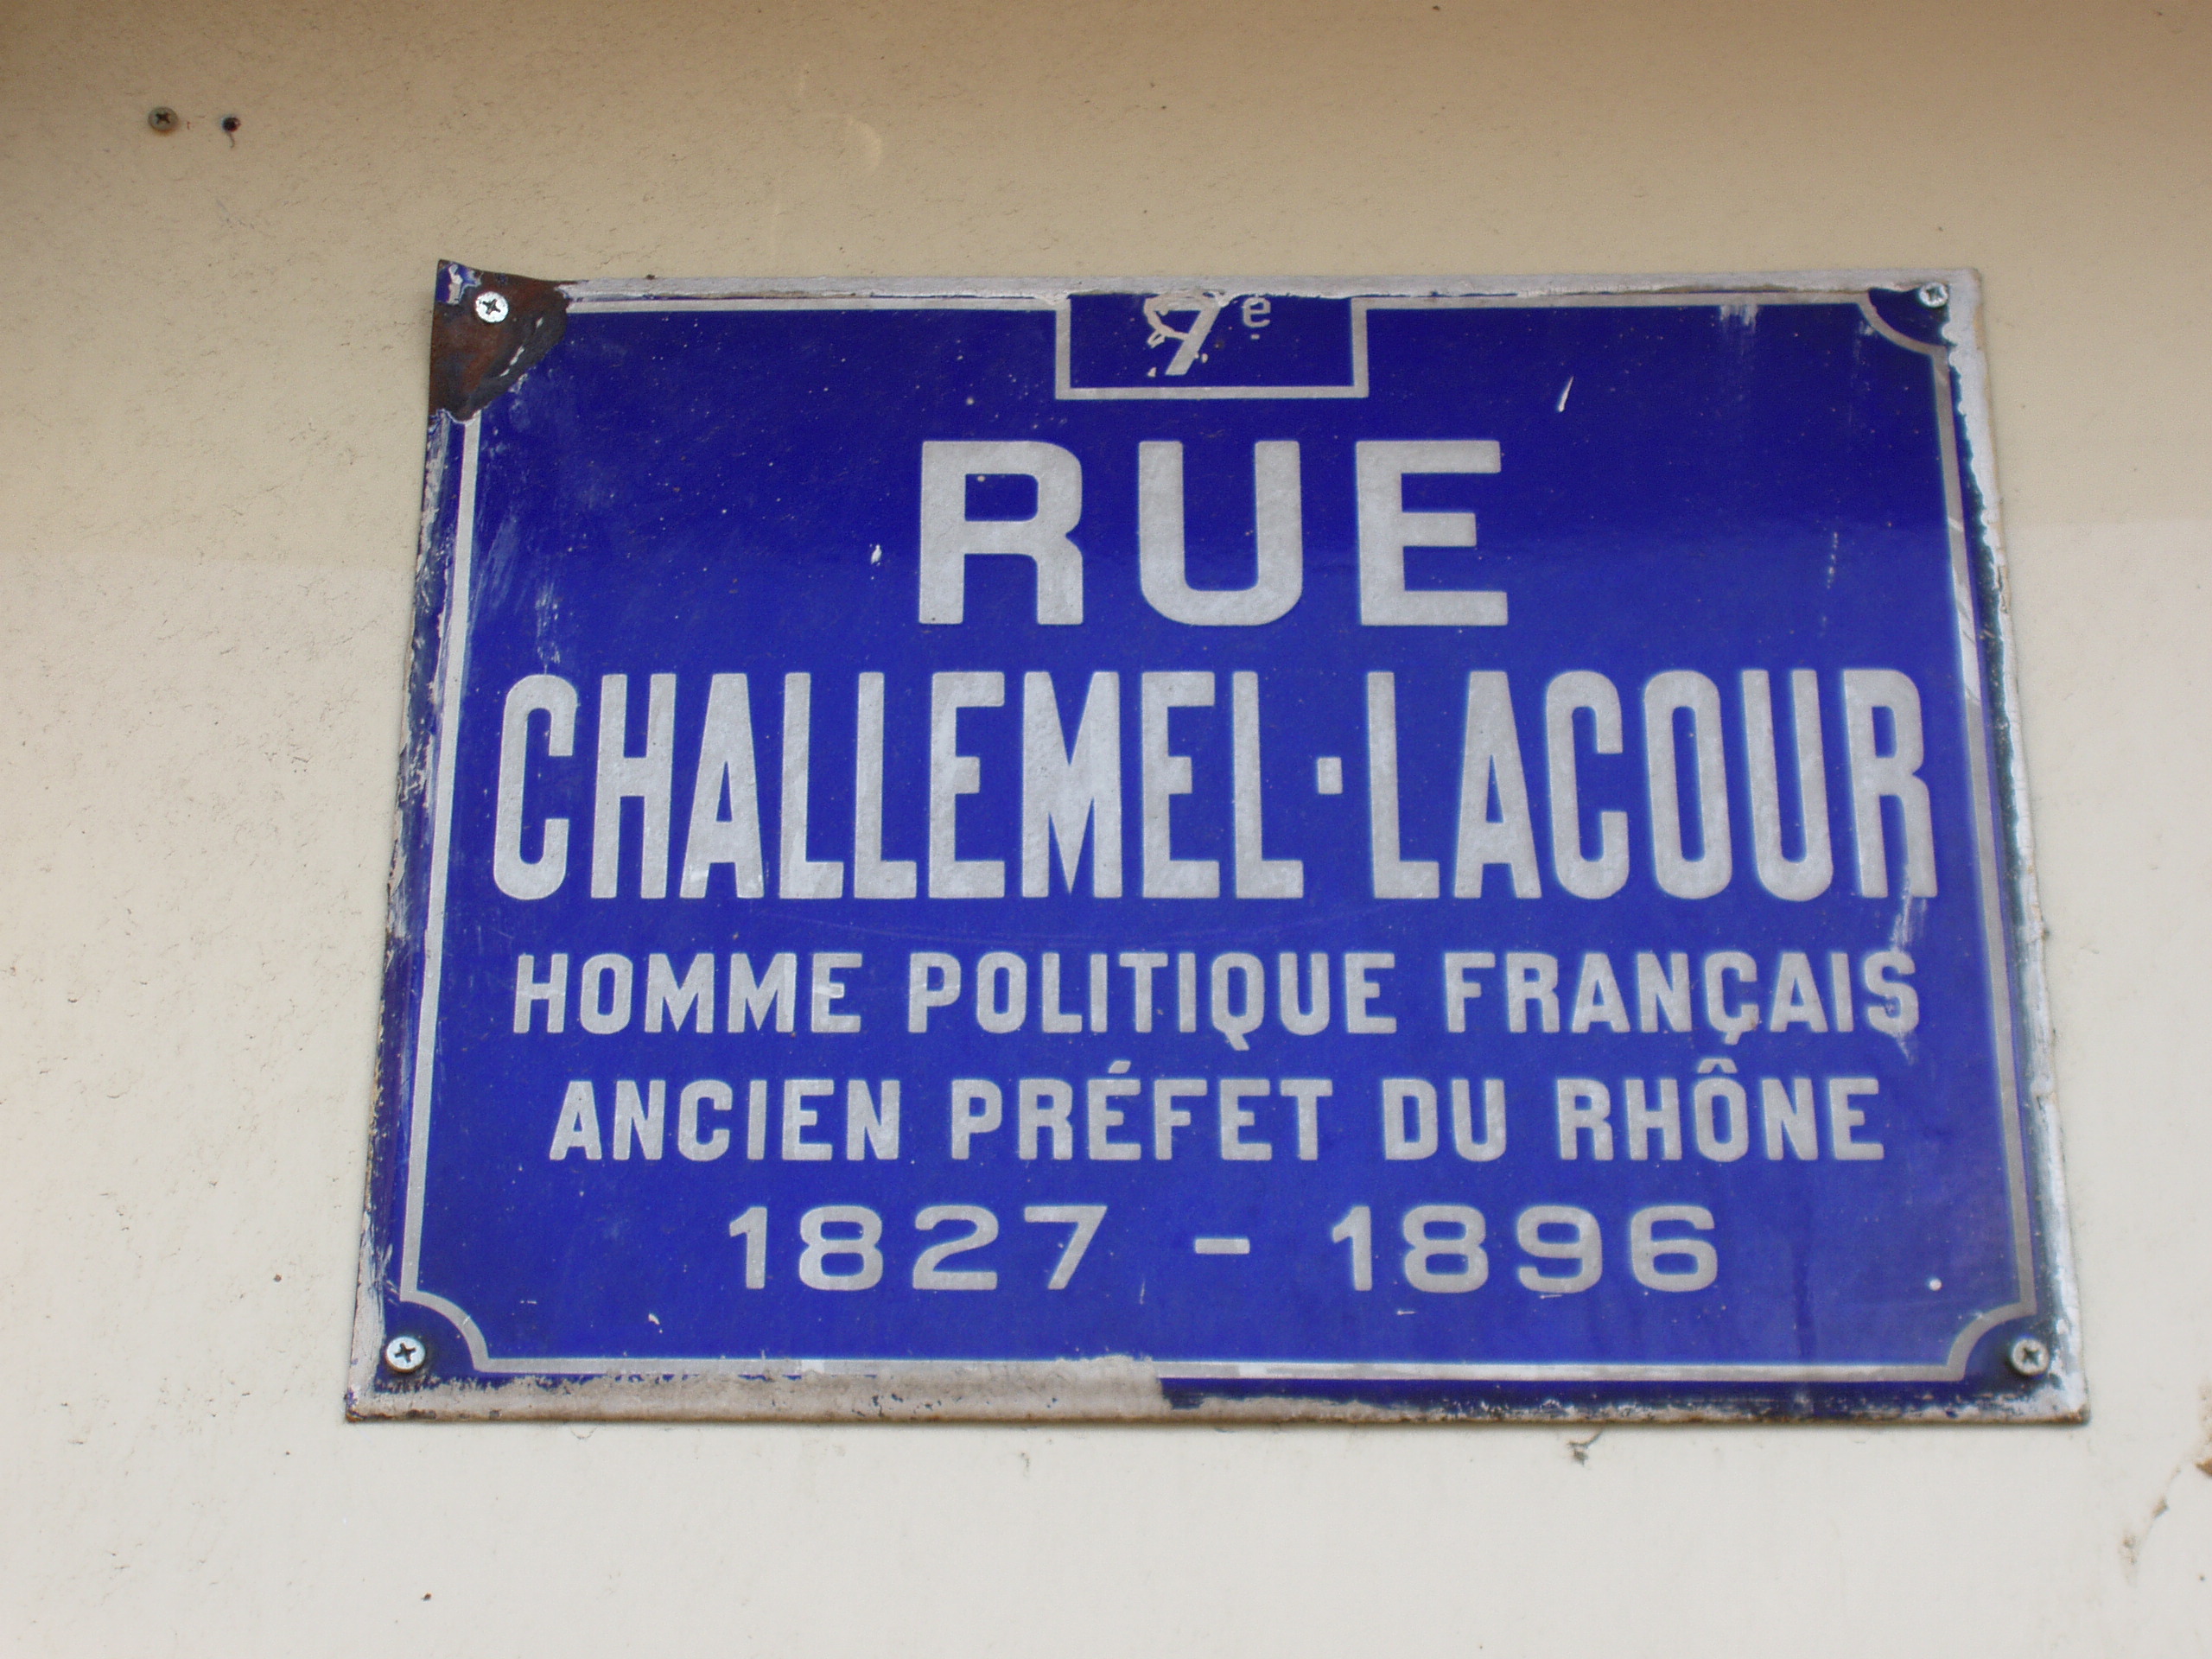 7e
RUE
CHALLEMEL-LACOUR
HOMME POLITIQUE FRANÇAIS
ANCIEN PRÉFET DU RHÔNE
1827 - 1896